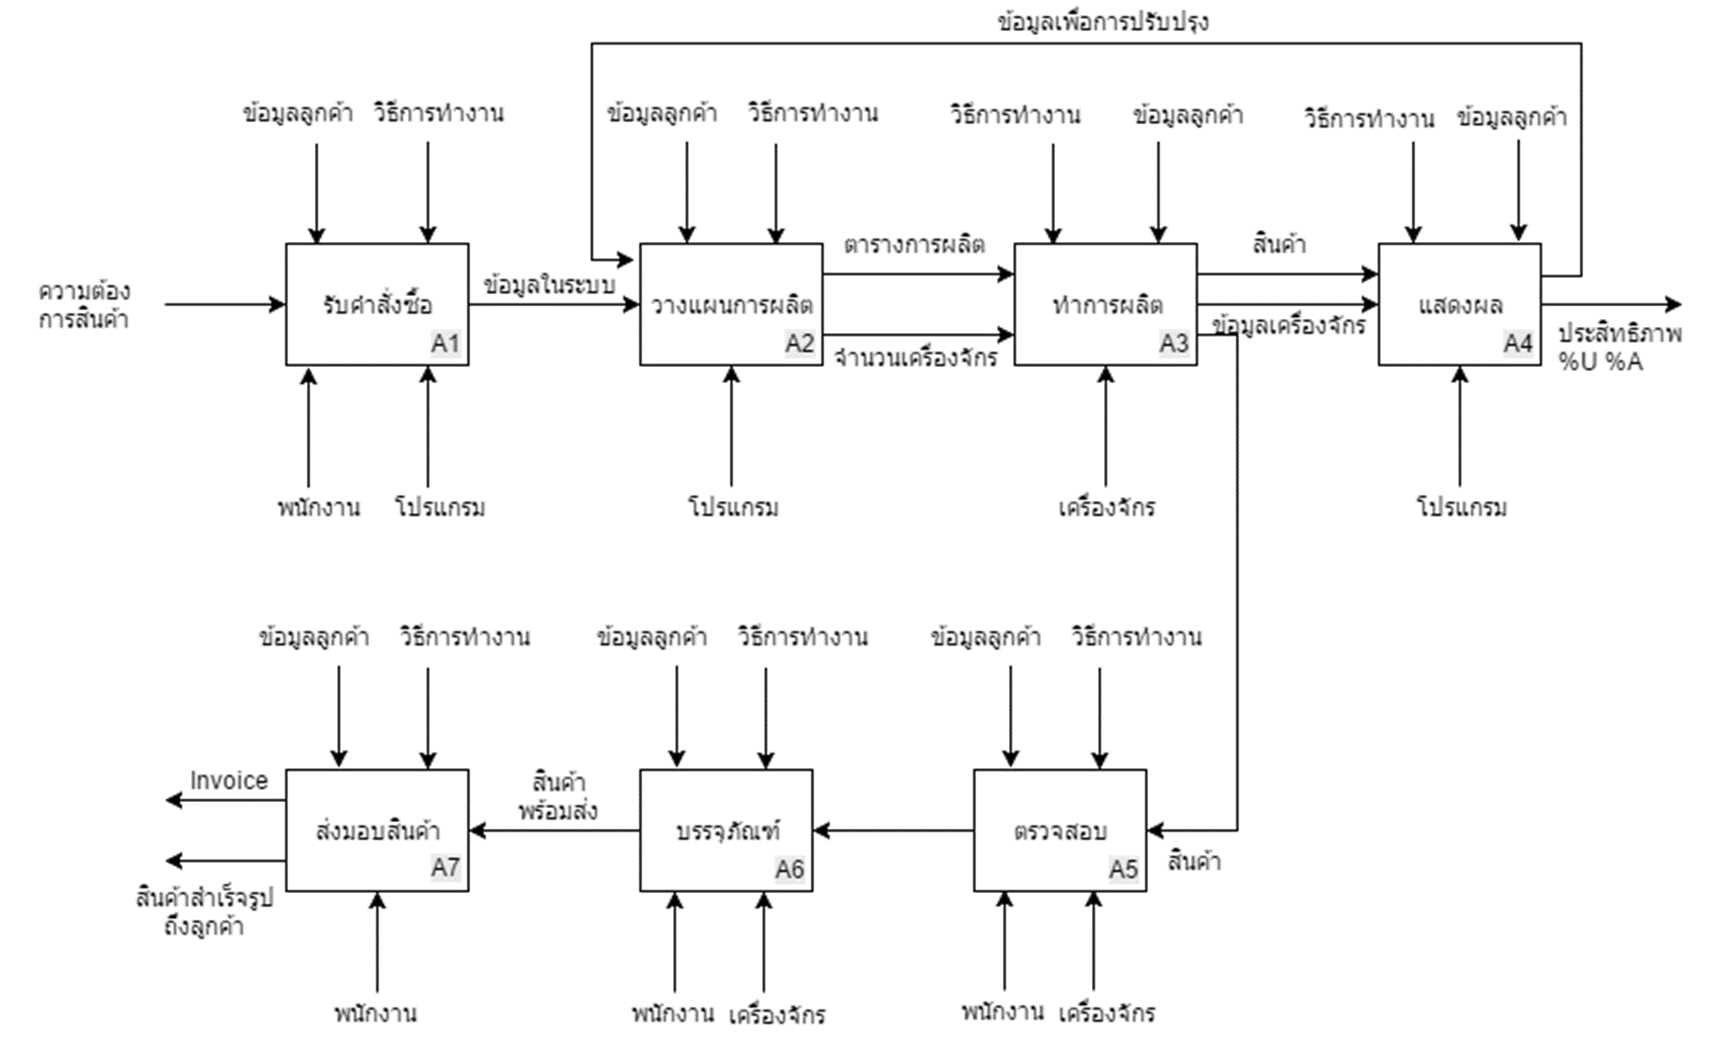 ข้อมูลเพื่อการปรับปรุง
ข้อมูลลูกค้า วิธีการทำงาน ข้อมูลลูกค้า วิธีการทำงาน วิธีการทำงาน ข้อมูลลูกค้า วิธีการทำงาน ข้อมูลลูกค้า
ความต้อง
การสินค้า
รับคำสั่งซื้อ
A1
ข้อมูลในระบบ
วางแผนการผลิต
A2
ตารางการผลิต
จำนวนเครื่องจักร
ทำการผลิต
A3
สินค้า
ข้อมูลเครื่องจักร
แสดงผล
A4
ประสิทธิภาพ
%U %A
พนักงาน โปรแกรม โปรแกรม เครื่องจักร โปรแกรม
ข้อมูลลูกค้า วิธีการทำงาน ข้อมูลลูกค้า วิธีการทำงาน ข้อมูลลูกค้า วิธีการทำงาน
Invoice
สินค้าสำเร็จรูป
ถึงลูกค้า
ส่งมอบสินค้า
A7
สินค้า
พร้อมส่ง
บรรจุภัณฑ์
A6
ตรวจสอบ
A5
สินค้า
พนักงาน พนักงาน เครื่องจักร พนักงาน เครื่องจักร